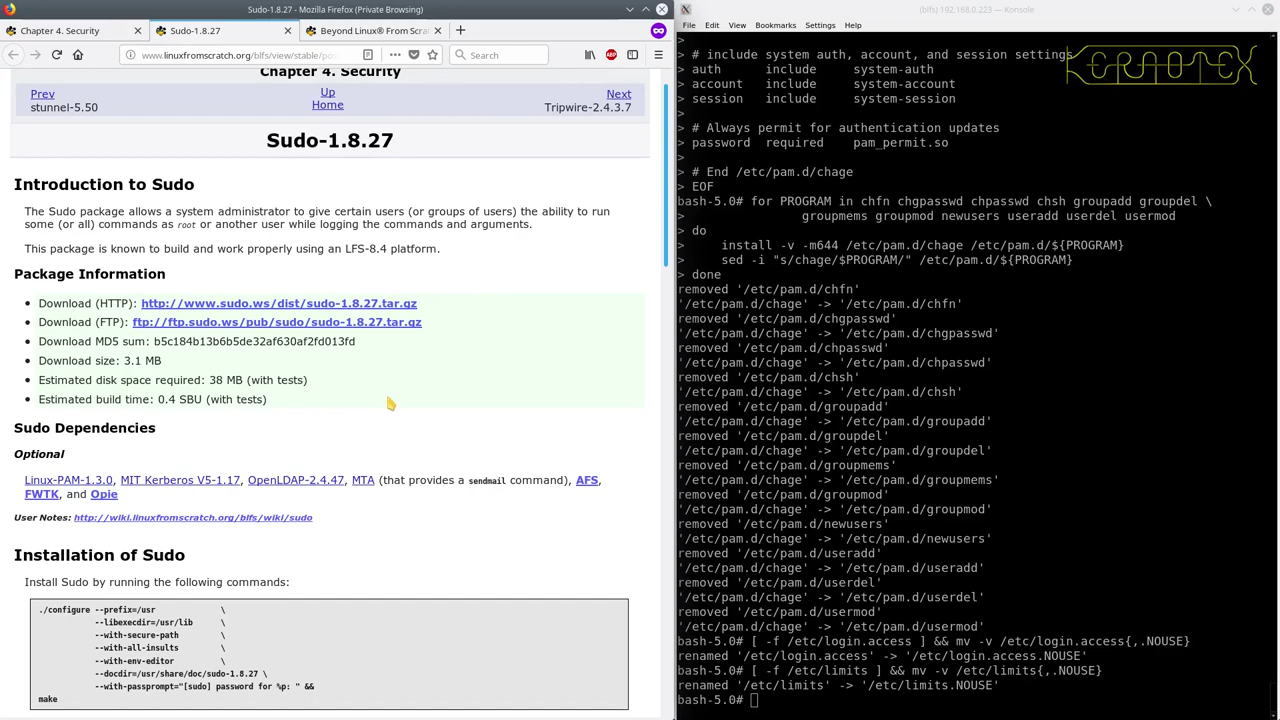 Sudo-1.8.27 - Mozilla Firefox (Private Browsing)
Chapter 4. Security
Sudo-1.8.27
Beyond Linux® From Scra
www.linuxfromscratch.org/blfs/view/stable/po
Search
Chapter 4. Security
Prev
Up
Next
stunnel-5.50
Home
Tripwire-2.4.3.7
Sudo-1.8.27
Introduction to Sudo
The Sudo package allows a system administrator to give certain users (or groups of users) the ability to run
some (or all) commands as root or another user while logging the commands and arguments.
This package is known to build and work properly using an LFS-8.4 platform.
Package Information
Download (HTTP): http://www.sudo.ws/dist/sudo-1.8.27.tar.gz
Download (FTP): ftp://ftp.sudo.ws/pub/sudo/sudo-1.8.27.tar.gz
Download MD5 sum: b5c184b13b6b5de32af630af2fd013fd
Download size: 3.1 MB
Estimated disk space required: 38 MB (with tests)
Estimated build time: 0.4 SBU (with tests)
Sudo Dependencies
Optional
Linux-PAM-1.3.0, MIT Kerberos V5-1.17, OpenLDAP-2.4.47, MTA (that provides a sendmail command), AFS,
FWTK, and Opie
User Notes: http://wiki.linuxfromscratch.org/blfs/wiki/sudo
Installation of Sudo
Install Sudo by running the following commands:
./configure --prefix=/usr \
--libexecdir=/usr/lib \
--with-secure-path \
--with-all-insults \
--with-env-editor \
--docdir=/usr/share/doc/sudo-1.8.27 \
--with-passprompt="[sudo] password for %p: " &&
make
(blfs) 192.168.0.223 — Konsole
File Edit View Bookmarks Settings Help
>
> # include system auth, account, and session settings
> auth include system-auth
> account include system-account
> session include system-session
>
> # Always permit for authentication updates
> password required pam_permit.so
>
> # End /etc/pam.d/chage
> EOF
bash-5.0# for PROGRAM in chfn chgpasswd chpasswd chsh groupadd groupdel \
> groupmems groupmod newusers useradd userdel usermod
> do
> install -v -m644 /etc/pam.d/chage /etc/pam.d/${PROGRAM}
> sed -i "s/chage/$PROGRAM/" /etc/pam.d/${PROGRAM}
> done
removed '/etc/pam.d/chfn'
'/etc/pam.d/chage' -> '/etc/pam.d/chfn'
removed '/etc/pam.d/chgpasswd'
'/etc/pam.d/chage' -> '/etc/pam.d/chgpasswd'
removed '/etc/pam.d/chpasswd'
'/etc/pam.d/chage' -> '/etc/pam.d/chpasswd'
removed '/etc/pam.d/chsh'
'/etc/pam.d/chage' -> '/etc/pam.d/chsh'
removed '/etc/pam.d/groupadd'
'/etc/pam.d/chage' -> '/etc/pam.d/groupadd'
removed '/etc/pam.d/groupdel'
'/etc/pam.d/chage' -> '/etc/pam.d/groupdel'
removed '/etc/pam.d/groupmems'
'/etc/pam.d/chage' -> '/etc/pam.d/groupmems'
removed '/etc/pam.d/groupmod'
'/etc/pam.d/chage' -> '/etc/pam.d/groupmod'
removed '/etc/pam.d/newusers'
'/etc/pam.d/chage' -> '/etc/pam.d/newusers'
removed '/etc/pam.d/useradd'
'/etc/pam.d/chage' -> '/etc/pam.d/useradd'
removed '/etc/pam.d/userdel'
'/etc/pam.d/chage' -> '/etc/pam.d/userdel'
removed '/etc/pam.d/usermod'
'/etc/pam.d/chage' -> '/etc/pam.d/usermod'
bash-5.0# [ -f /etc/login.access ] && mv -v /etc/login.access{,.NOUSE}
renamed '/etc/login.access' -> '/etc/login.access.NOUSE'
bash-5.0# [ -f /etc/limits ] && mv -v /etc/limits{,.NOUSE}
renamed '/etc/limits' -> '/etc/limits.NOUSE'
bash-5.0#